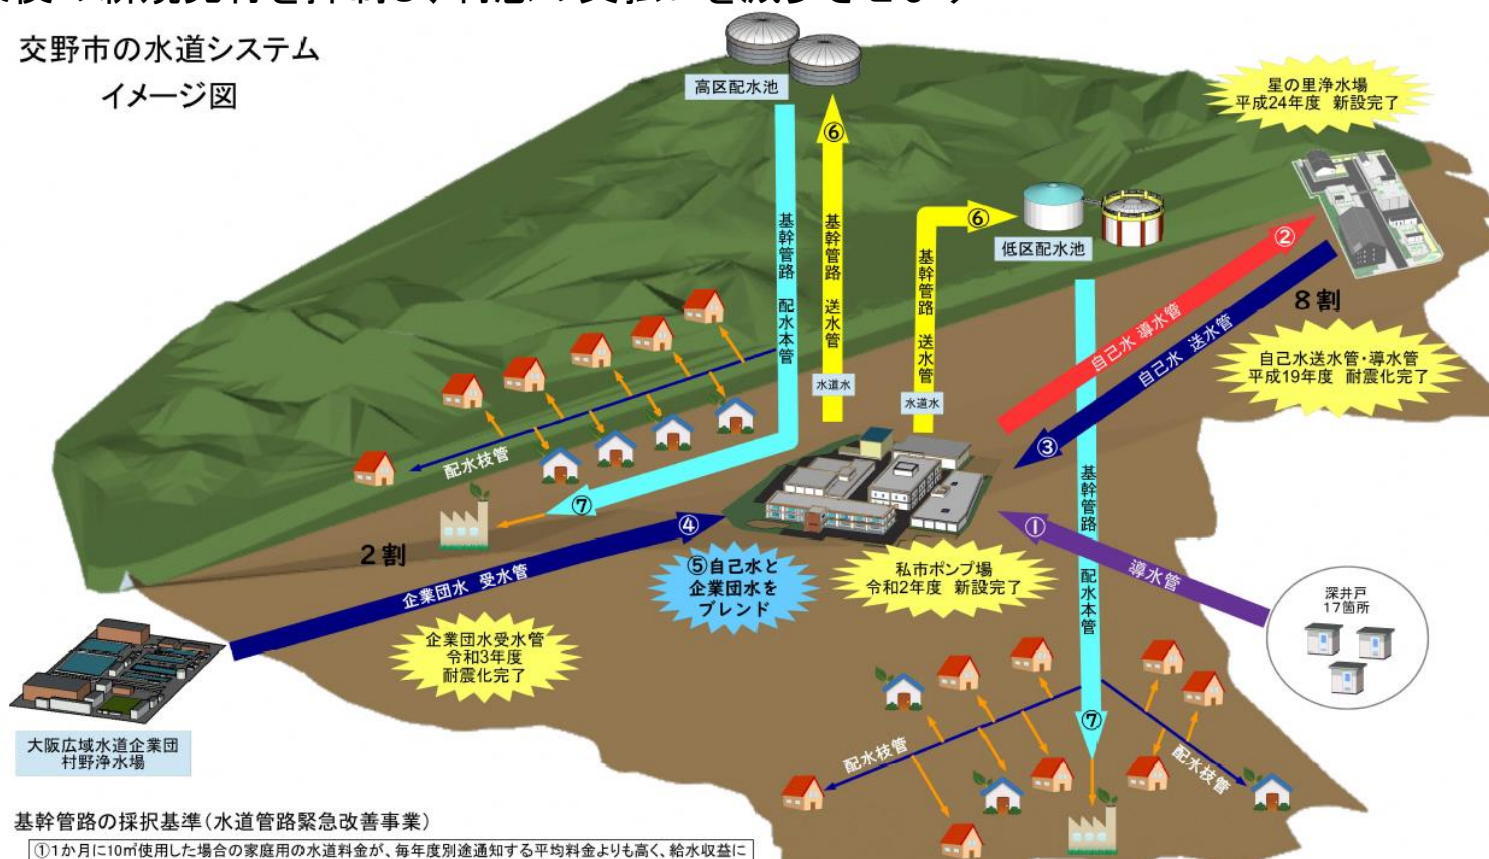 交野市の水道システム
イメージ図
高区配水池
星の里浄水場
平成24年度 新設完了
⑥
基幹管路 配水本管
基幹管路 送水管
水道水
⑥
基幹管路 送水管
水道水
低区配水池
②
自己水 導水管
8割
自己水 送水管
③
自己水送水管・導水管
平成19年度 耐震化完了
配水枝管
⑦
2割
企業団水 受水管
④
⑤自己水と
企業団水を
ブレンド
私市ポンプ場
令和2年度 新設完了
①
導水管
深井戸
17箇所
基幹管路 配水本管
企業団水受水管
令和3年度
耐震化完了
大阪広域水道企業団
村野浄水場
⑦
配水枝管
配水枝管
基幹管路の採択基準(水道管路緊急改善事業)
①1か月に10㎥使用した場合の家庭用の水道料金が、毎年度別途通知する平均料金よりも高く、給水収益に